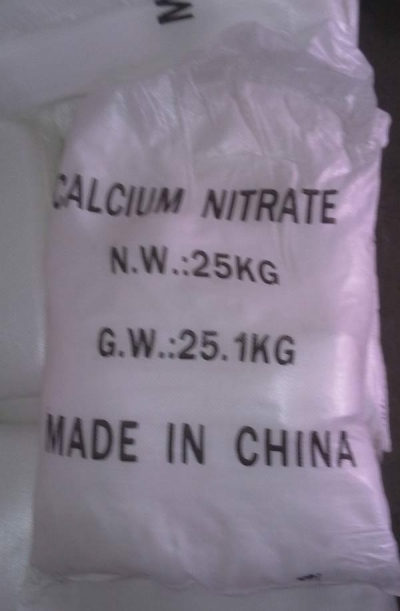 CALCIUM NITRATE
N.W.:25KG
G.W.:25.1KG
MADE IN CHINA